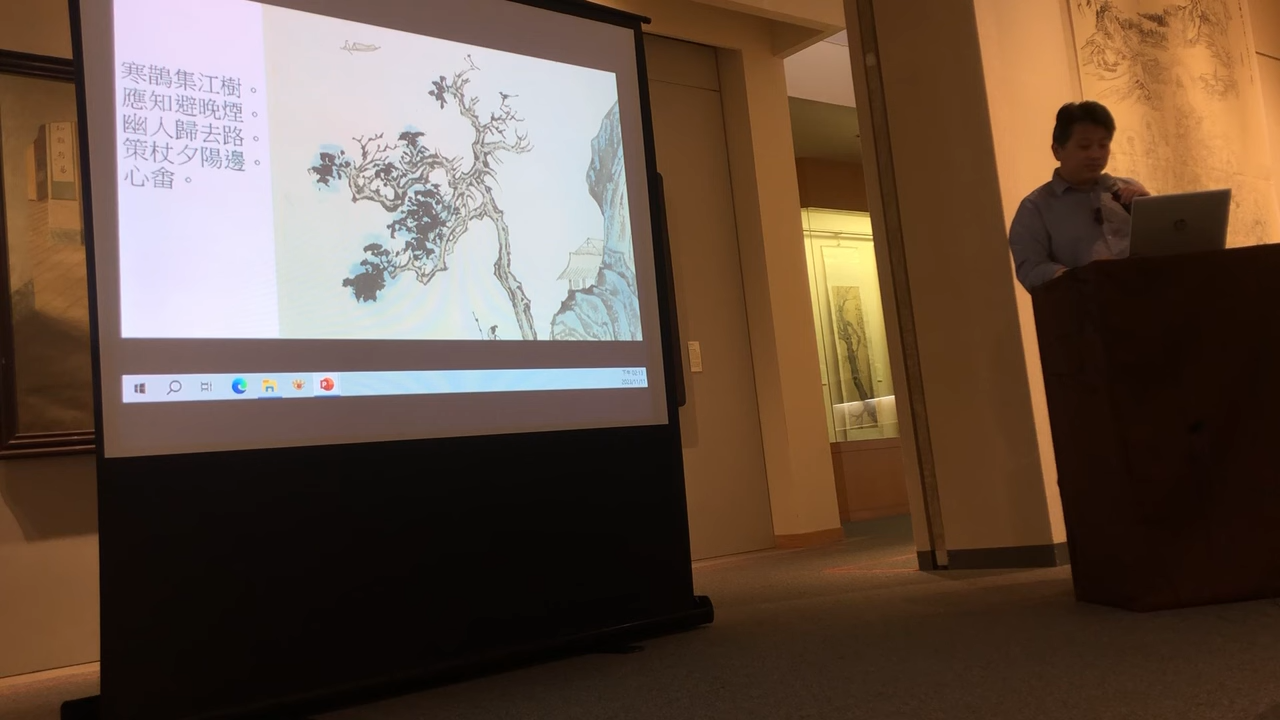 寒鵲集江樹。
應知避晚煙。
幽人歸去路。
策杖夕陽邊。
心畬。